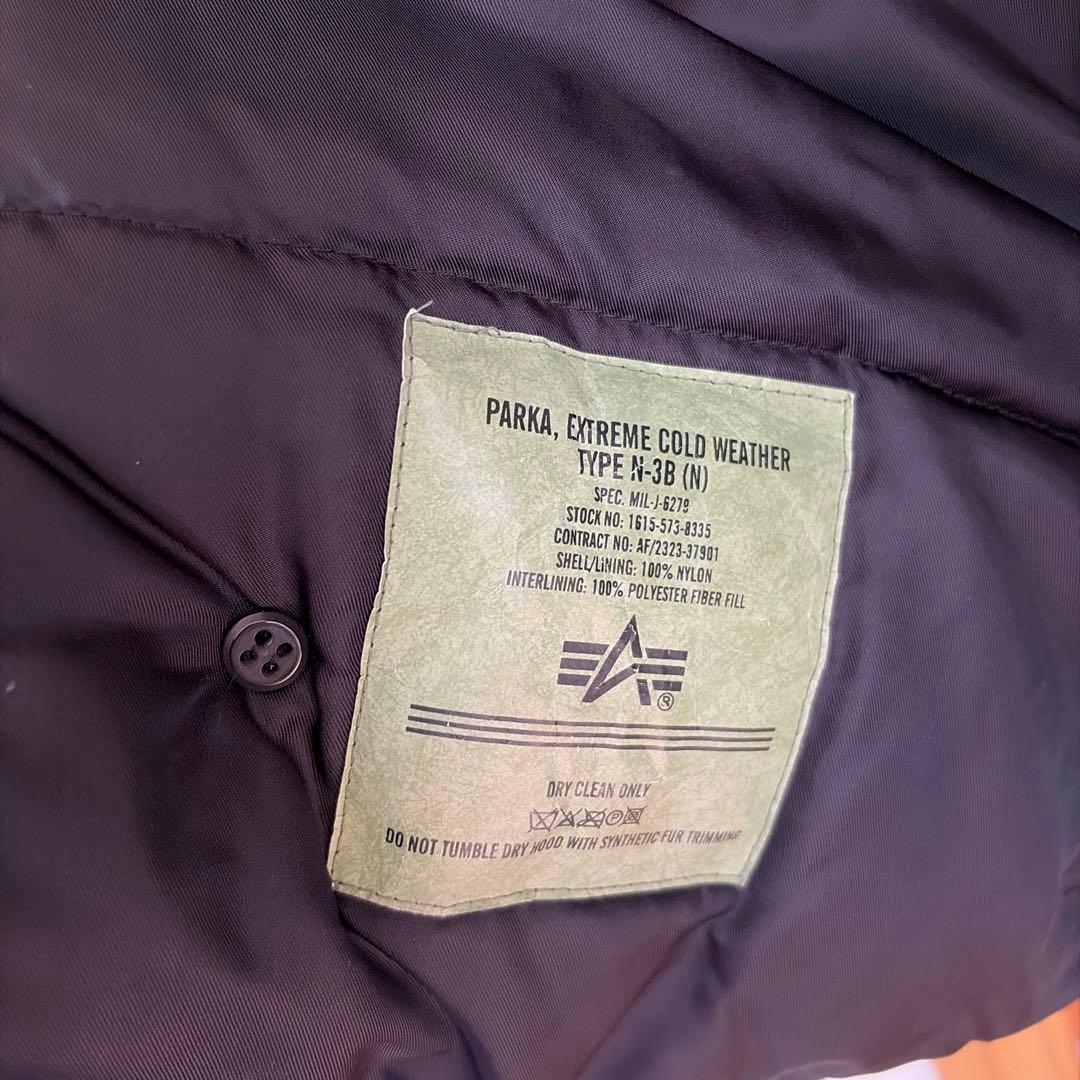 PARKA, EXTREME COLD WEATHER
TYPE N-3B (N)
SPEC. MIL-J-6279
STOCK NO: 1615-573-8335
CONTRACT NO: AF/2323-37901
SHELL/LINING: 100% NYLON
INTERLINING: 100% POLYESTER FIBER FILL
®
DRY CLEAN ONLY
P
DO NOT TUMBLE DRY HOOD WITH SYNTHETIC FUR TRIMMING